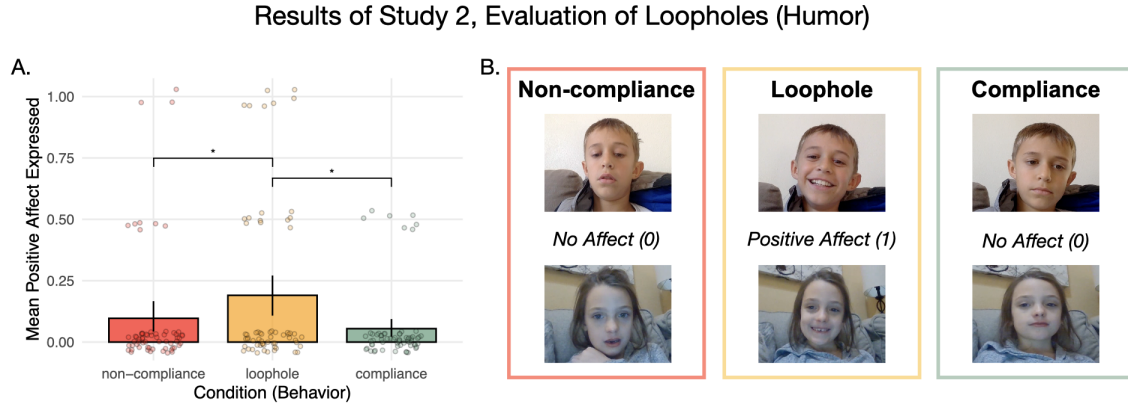 Results of Study 2, Evaluation of Loopholes (Humor)
A.
Mean Positive Affect Expressed
1.00
0.75
0.50
0.25
0.00
*
*
non−compliance loophole compliance
Condition (Behavior)
B.
Non-compliance Loophole Compliance
No Affect (0) Positive Affect (1) No Affect (0)